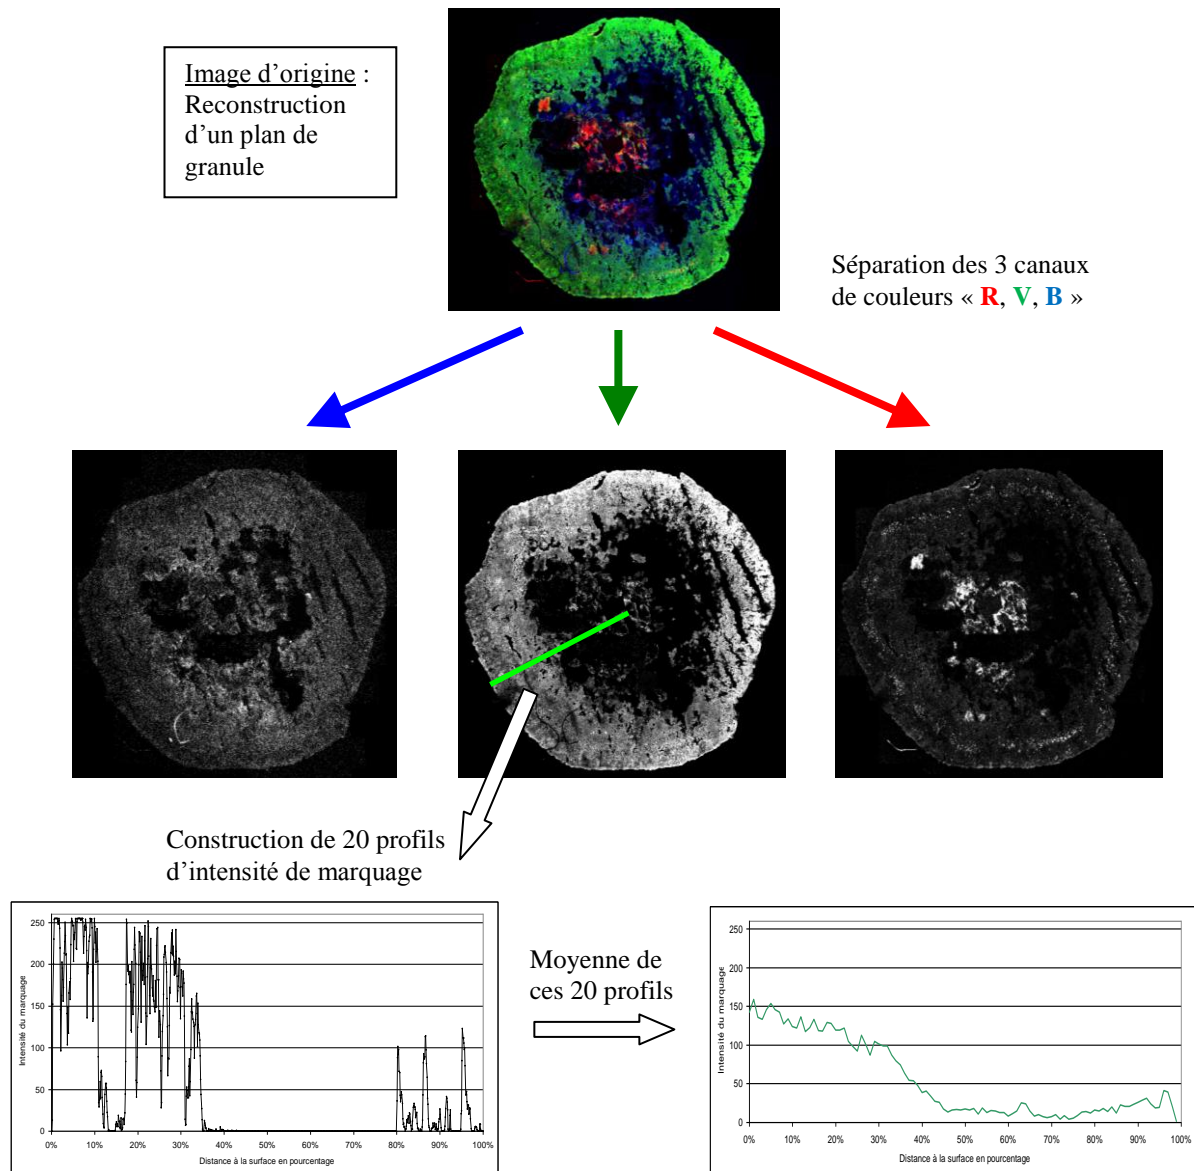 Image d’origine :
Reconstruction
d’un plan de
granule
Séparation des 3 canaux
de couleurs « R, V, B »
Construction de 20 profils
d’intensité de marquage
Intensité du marquage
250
200
150
100
50
0
0% 10% 20% 30% 40% 50% 60% 70% 80% 90% 100%
Distance à la surface en pourcentage
Moyenne de
ces 20 profils
Intensité du marquage
250
200
150
100
50
0
0% 10% 20% 30% 40% 50% 60% 70% 80% 90% 100%
Distance à la surface en pourcentage